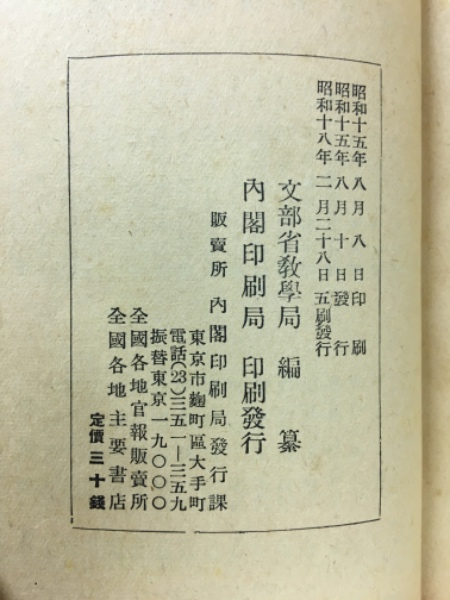 昭和十五年八月八日印刷
昭和十五年八月十日發行
昭和十八年二月二十八日五刷發行
文部省敎學局 編纂
內閣印刷局 印刷發行
販賣所 內閣印刷局發行課
東京市麴町區大手町
電話(23)三五一―三五九
振替東京一九〇〇〇
全國各地官報販賣所
全國各地主要書店
定價三十錢